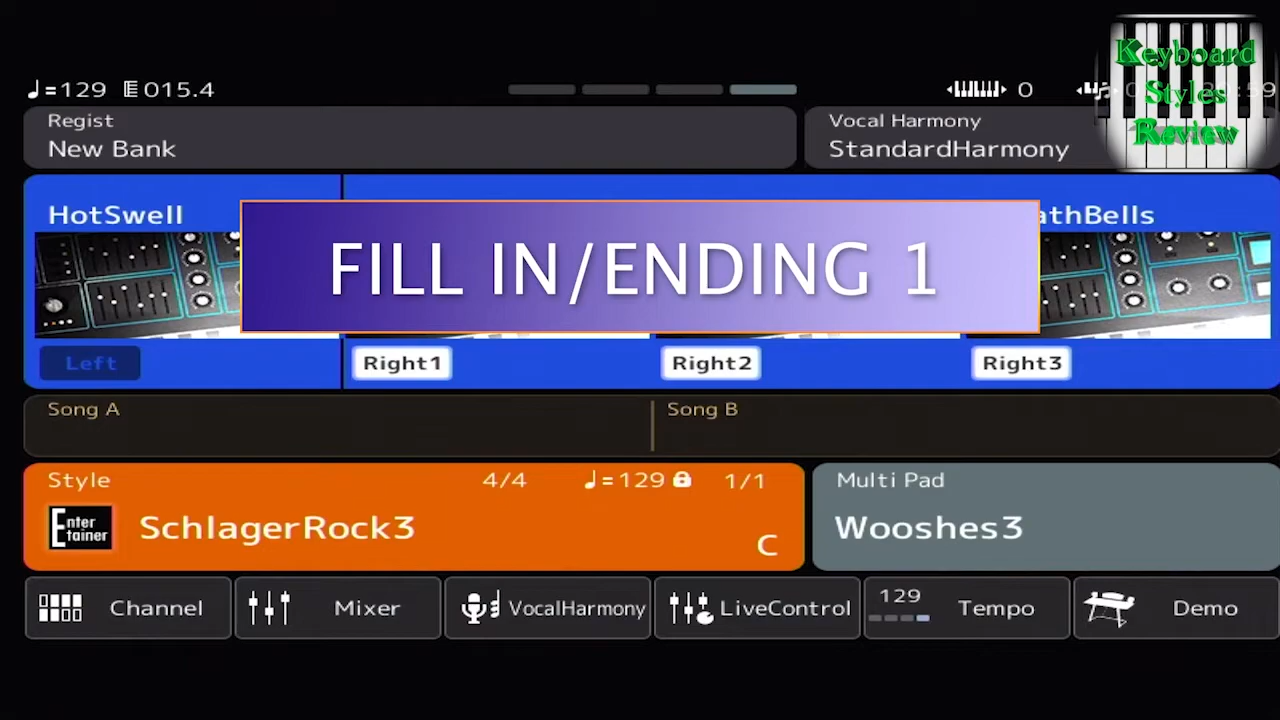 ♩=129 015.4
0
Keyboard
Styles
Review
Regist
New Bank
Vocal Harmony
StandardHarmony
HotSwell
athBells
FILL IN/ENDING 1
Left
Right1
Right2
Right3
Song A
Song B
Style
4/4 ♩=129 1/1
Enter
tainer
SchlagerRock3
C
Multi Pad
Wooshes3
Channel
Mixer
VocalHarmony
LiveControl
129
Tempo
Demo